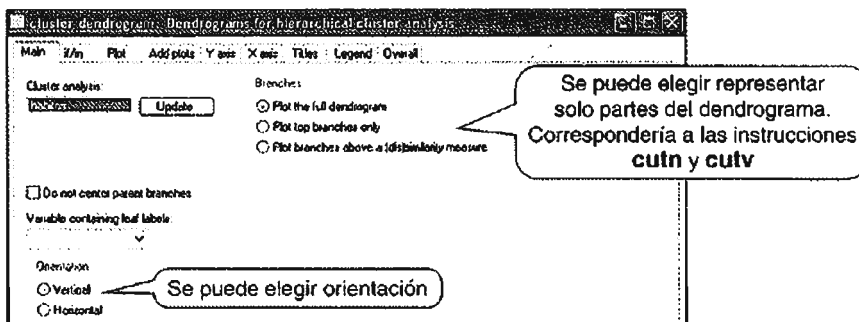 cluster dendrogram: Dendrograms for hierarchical cluster analysis
Main if/in Plot Add plots Y axis X axis Titles Legend Overall
Cluster analysis:
Update
Branches
Plot the full dendrogram
Plot top branches only
Plot branches above a (dis)similarity measure
Se puede elegir representar
solo partes del dendrograma.
Correspondería a las instrucciones
cutn y cutv
Do not center parent branches
Variable containing leaf labels:
Orientation
Vertical
Horizontal
Se puede elegir orientación